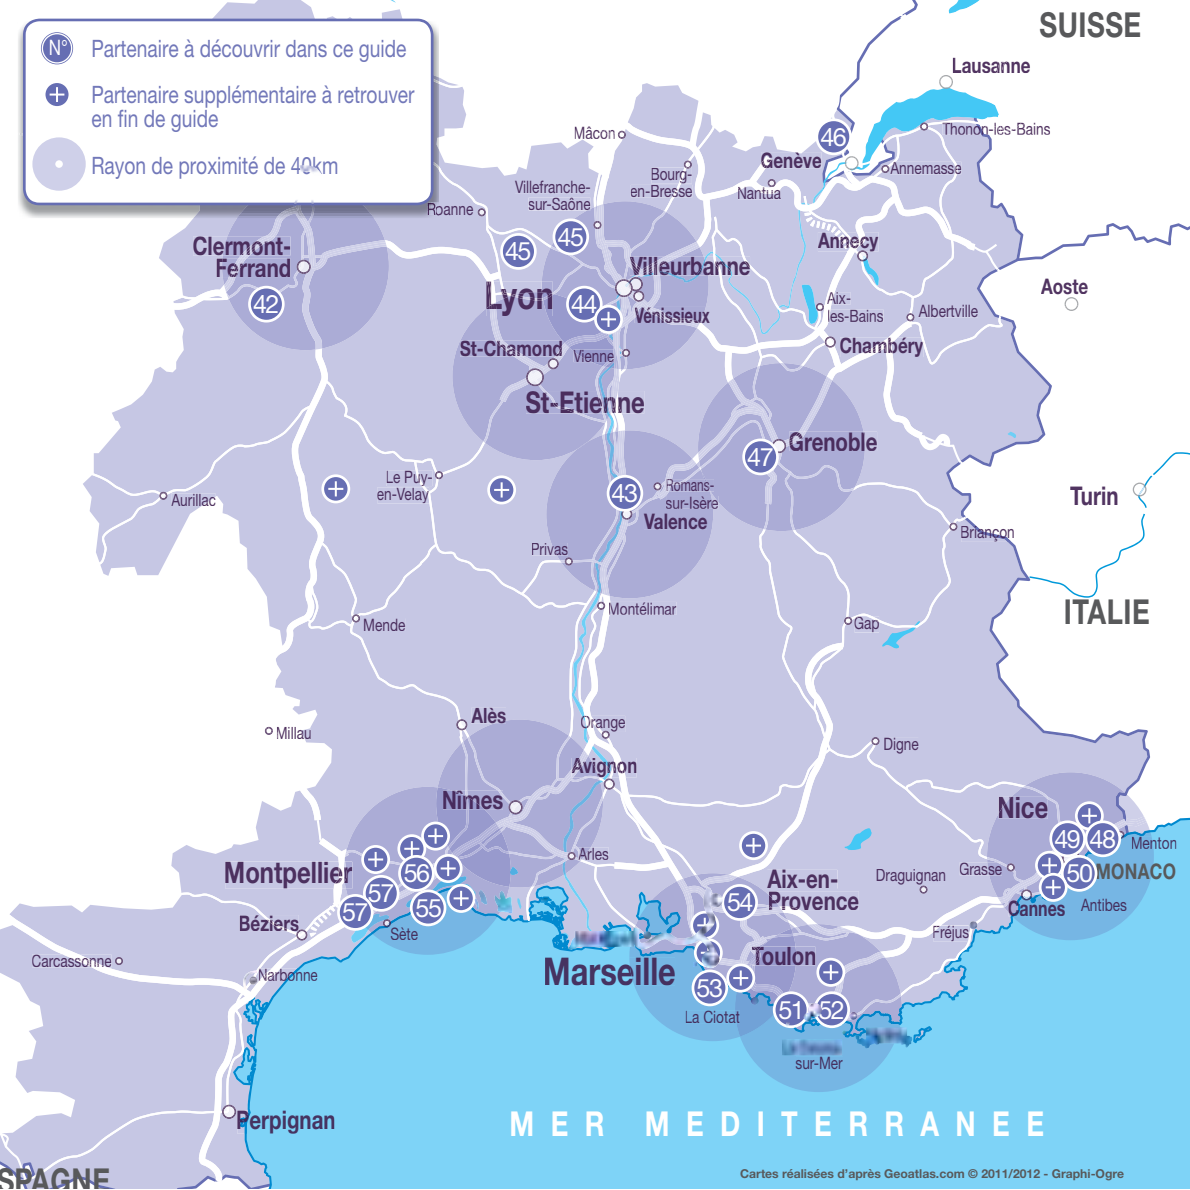 N° Partenaire à découvrir dans ce guide
+ Partenaire supplémentaire à retrouver
en fin de guide
Rayon de proximité de 40km
SUISSE
Lausanne
Thonon-les-Bains
46
Genève
Annemasse
Mâcon
Bourg-
en-Bresse
Nantua
Villefranche-
sur-Saône
Roanne
Annecy
45
45
Clermont-
Ferrand
42
Villeurbanne
Lyon
44
+
Vénissieux
Aix-
les-Bains
Albertville
Aoste
Chambéry
St-Chamond
Vienne
St-Etienne
Grenoble
47
Le Puy-
en-Velay
+
+
43
Romans-
sur-Isère
Valence
Aurillac
Turin
Briançon
Privas
Montélimar
ITALIE
Mende
Gap
Alès
Orange
Millau
Digne
Avignon
Nîmes
Nice
+
49
48
Menton
+
+
+
+
Arles
Montpellier
56
+
Grasse
+
50
MONACO
Draguignan
Aix-en-
Provence
54
57
57
55
+
+
Cannes
Antibes
Béziers
Sète
+
Fréjus
Carcassonne
Narbonne
+
Toulon
Marseille
53
+
+
51
52
La Ciotat
sur-Mer
Perpignan
MER MEDITERRANEE
SPAGNE
Cartes réalisées d'après Geoatlas.com © 2011/2012 - Graphi-Ogre